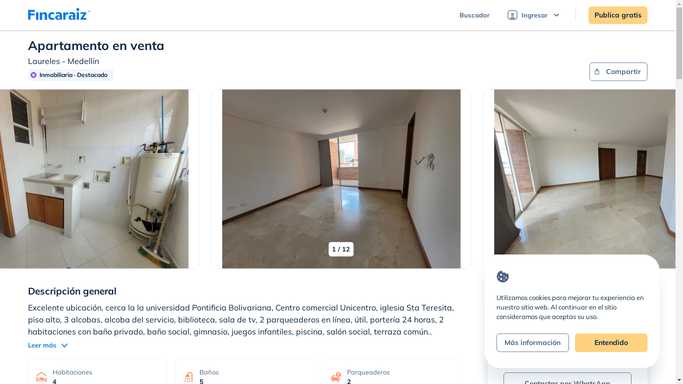 Fincaraiz
Buscador
Ingresar
Publica gratis
Apartamento en venta
Laureles - Medellín
Inmobiliaria · Destacado
Compartir
1 / 12
Descripción general
Excelente ubicación, cerca la la universidad Pontificia Bolivariana, Centro comercial Unicentro, iglesia Sta Teresita,
piso alto, 3 alcobas, alcoba del servicio, biblioteca, sala de tv, 2 parqueaderos en línea, útil, portería 24 horas, 2
habitaciones con baño privado, baño social, gimnasio, juegos infantiles, piscina, salón social, terraza común..
Leer más
Habitaciones
4
Baños
5
Parqueaderos
2
Utilizamos cookies para mejorar tu experiencia en
nuestro sitio web. Al continuar en el sitio
consideramos que aceptas su uso.
Más información
Entendido
Contactar por WhatsApp